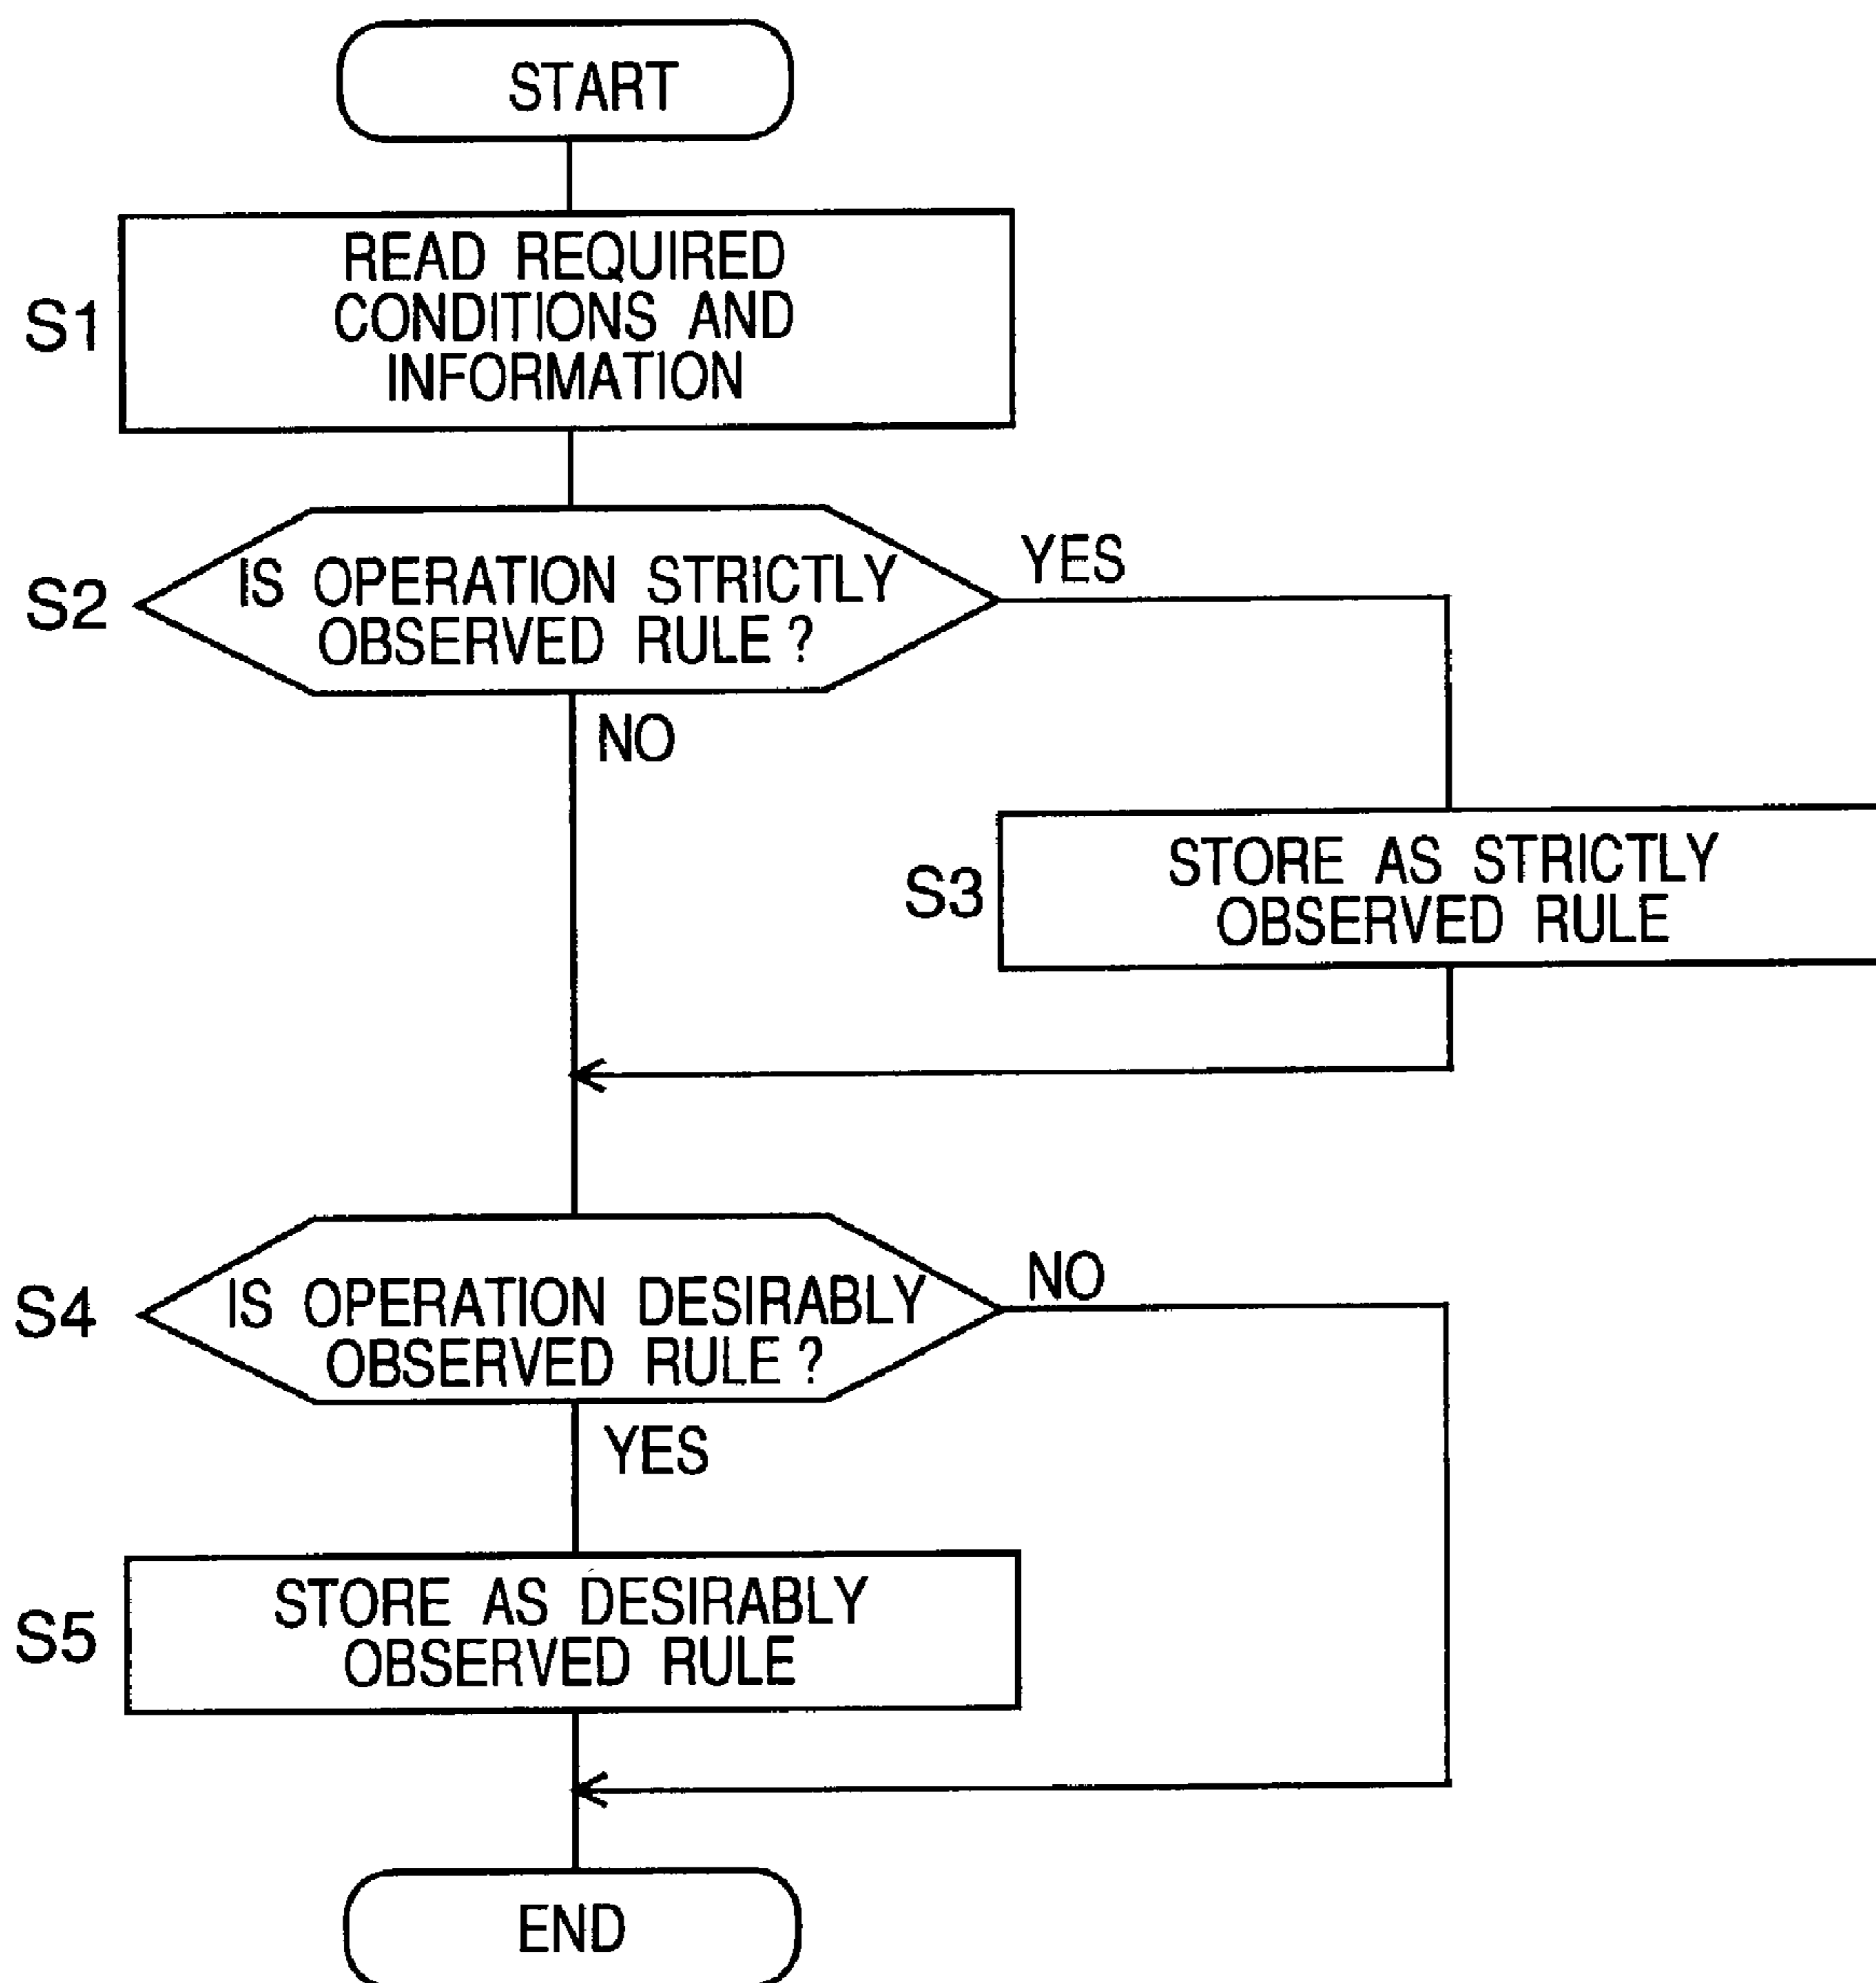 START
S1
READ REQUIRED
CONDITIONS AND
INFORMATION
S2
IS OPERATION STRICTLY
OBSERVED RULE ?
YES
NO
S3
STORE AS STRICTLY
OBSERVED RULE
S4
IS OPERATION DESIRABLY
OBSERVED RULE ?
NO
YES
S5
STORE AS DESIRABLY
OBSERVED RULE
END